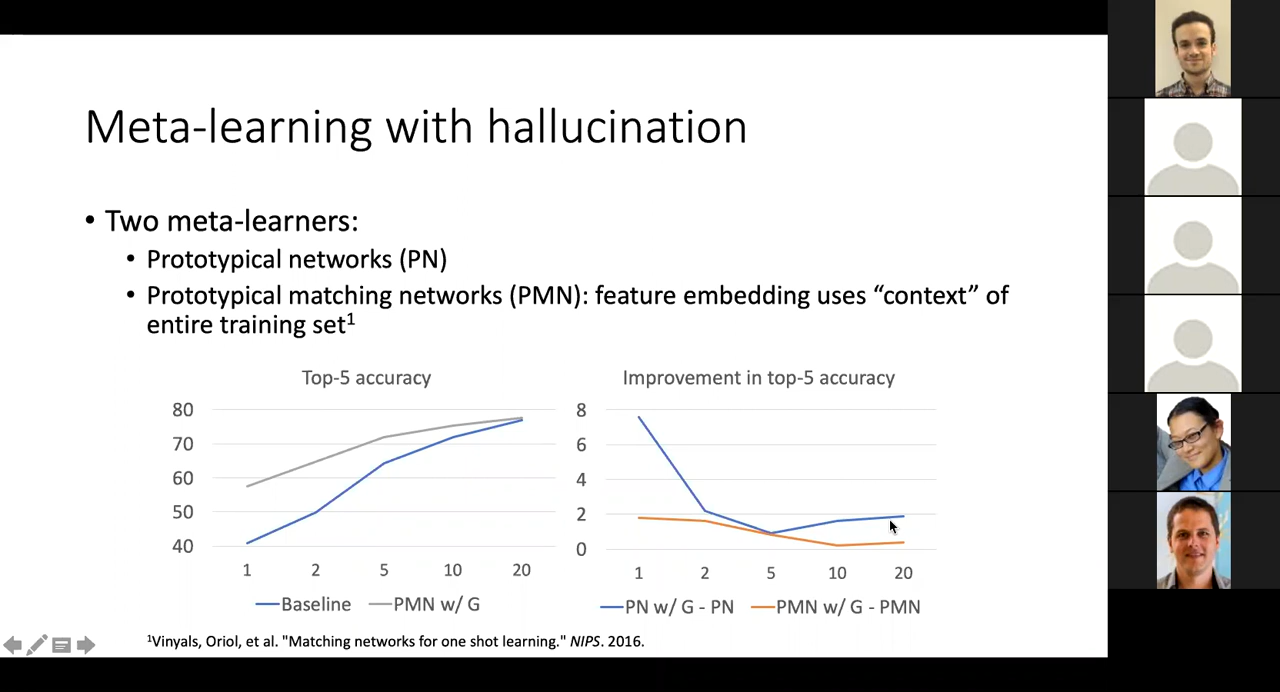 Meta-learning with hallucination
• Two meta-learners:
• Prototypical networks (PN)
• Prototypical matching networks (PMN): feature embedding uses “context” of
entire training set¹
Top-5 accuracy
80
70
60
50
40
1 2 5 10 20
Baseline PMN w/ G
Improvement in top-5 accuracy
8
6
4
2
0
1 2 5 10 20
PN w/ G - PN PMN w/ G - PMN
¹Vinyals, Oriol, et al. "Matching networks for one shot learning." NIPS. 2016.